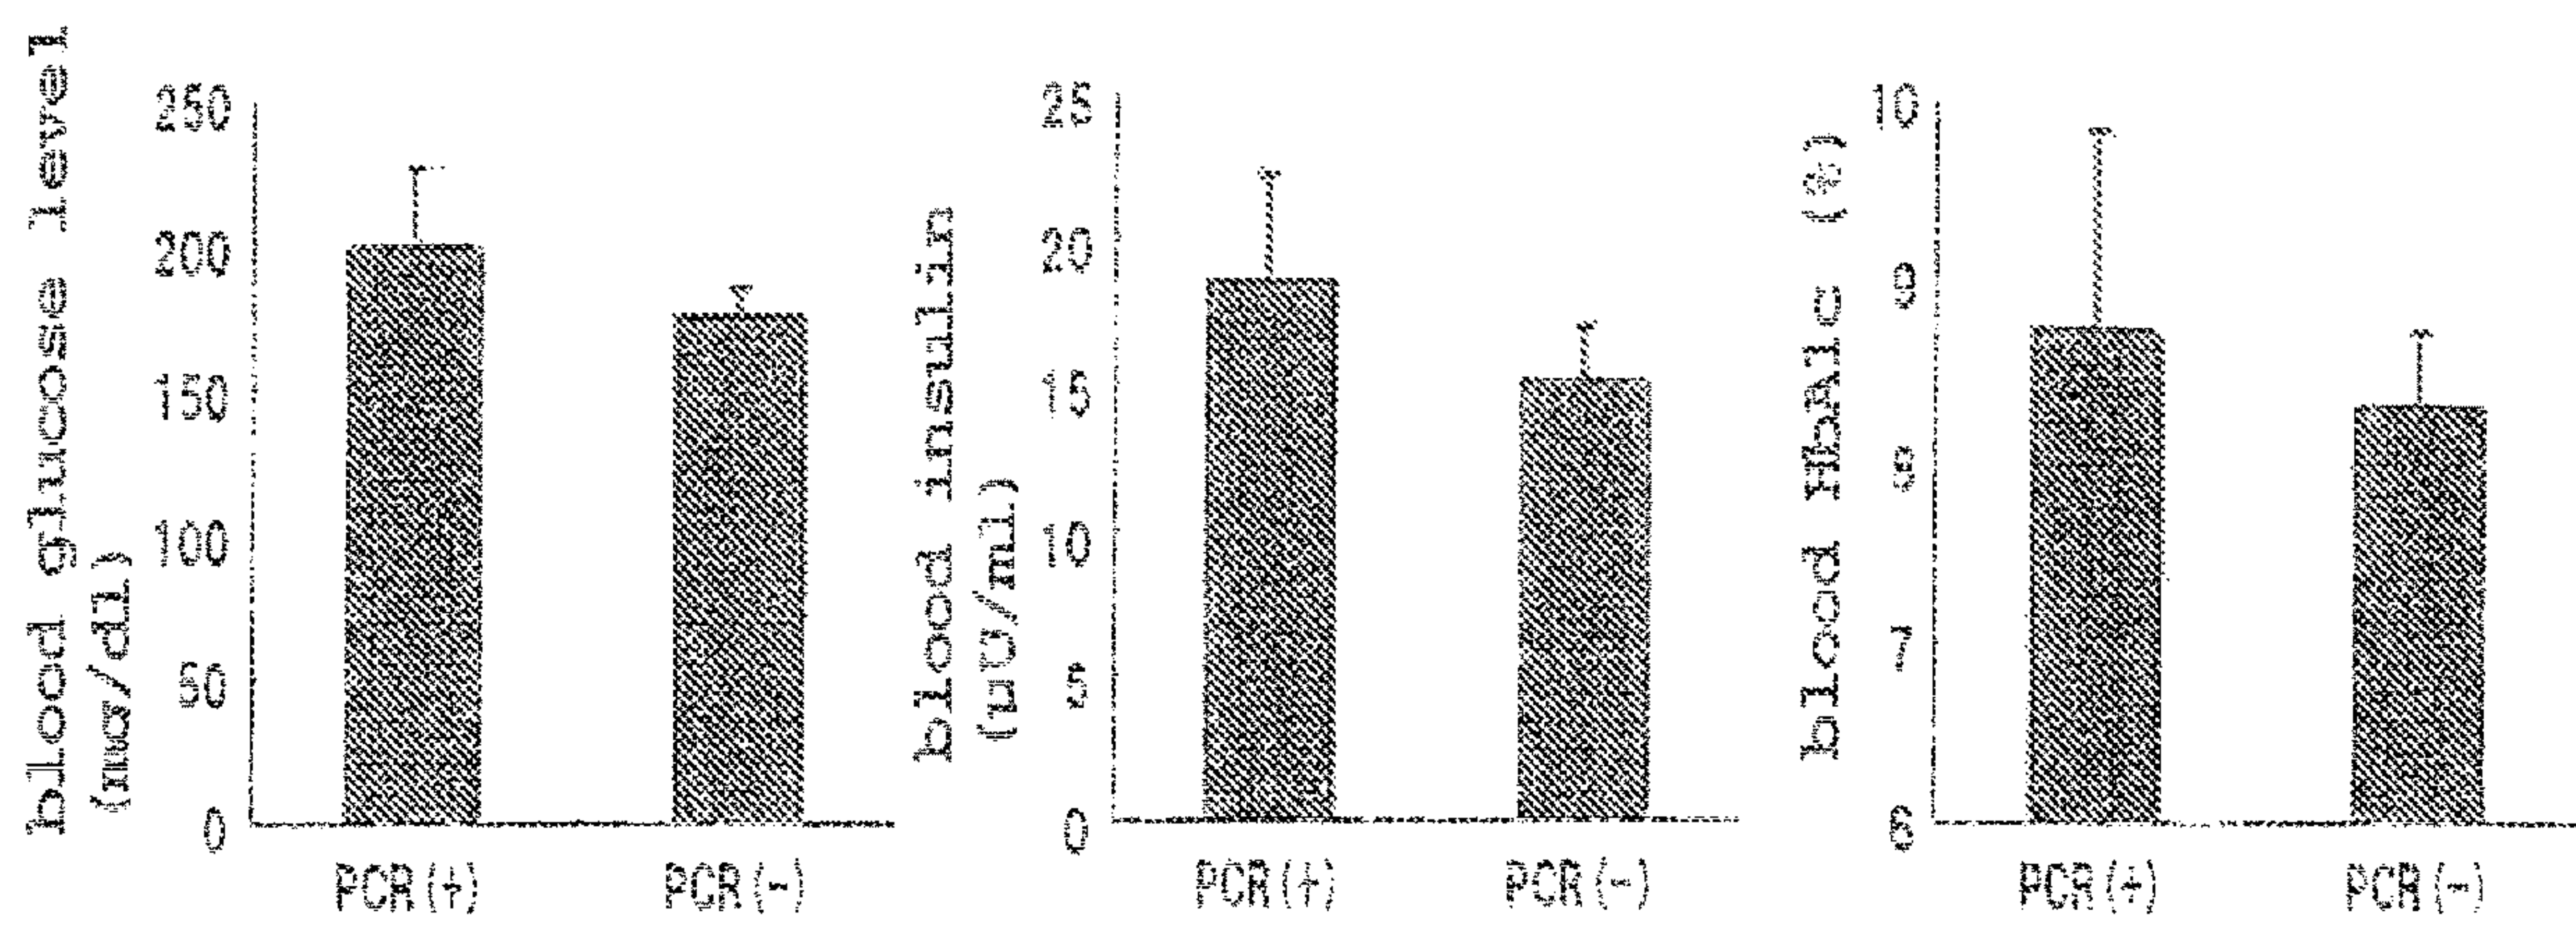 blood glucose level
(mg/dl)
250
200
150
100
50
0
PCR(+)
PCR(-)
blood insulin
(μU/ml)
25
20
15
10
5
0
PCR(+)
PCR(-)
blood HbA1c (%)
10
9
8
7
6
PCR(+)
PCR(-)